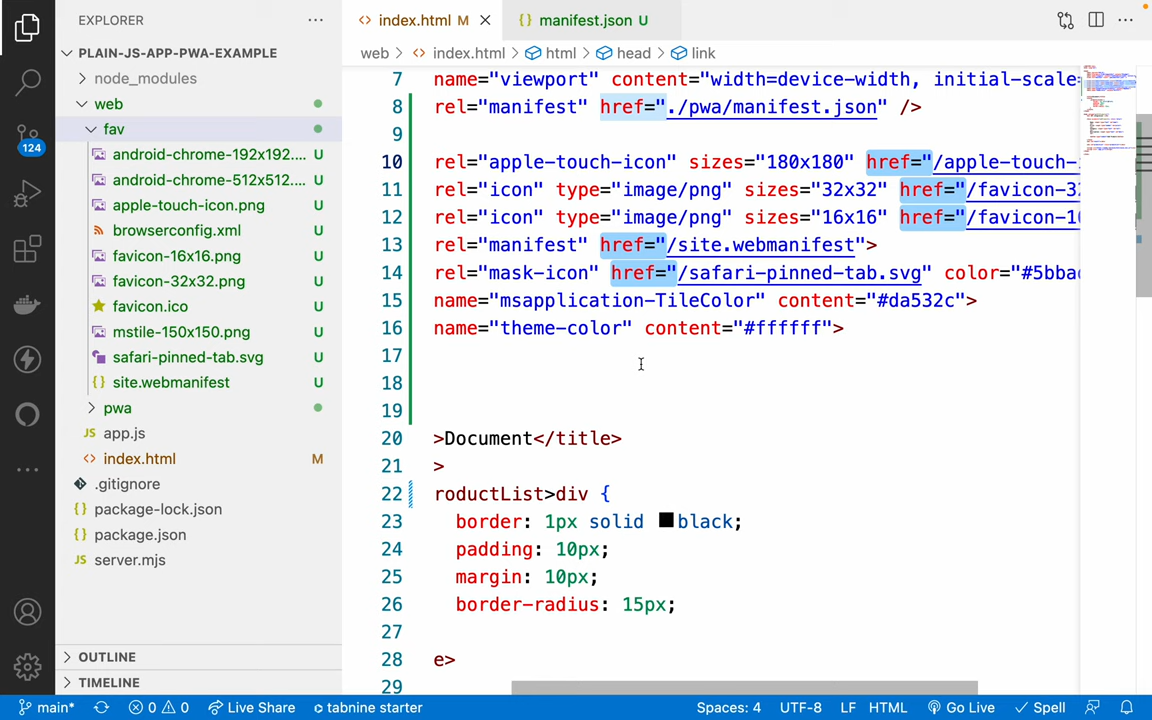 EXPLORER
PLAIN-JS-APP-PWA-EXAMPLE
node_modules
web
fav
android-chrome-192x192.... U
android-chrome-512x512.... U
apple-touch-icon.png U
browserconfig.xml U
favicon-16x16.png U
favicon-32x32.png U
favicon.ico U
mstile-150x150.png U
safari-pinned-tab.svg U
{} site.webmanifest U
pwa
JS app.js
<> index.html M
.gitignore
{} package-lock.json
{} package.json
JS server.mjs
OUTLINE
TIMELINE
124
<> index.html M
{} manifest.json U
web > <> index.html > html > head > link
7 name="viewport" content="width=device-width, initial-scale=
8 rel="manifest" href="./pwa/manifest.json" />
9
10 rel="apple-touch-icon" sizes="180x180" href="/apple-touch-
11 rel="icon" type="image/png" sizes="32x32" href="/favicon-32
12 rel="icon" type="image/png" sizes="16x16" href="/favicon-16
13 rel="manifest" href="/site.webmanifest">
14 rel="mask-icon" href="/safari-pinned-tab.svg" color="#5bbad
15 name="msapplication-TileColor" content="#da532c">
16 name="theme-color" content="#ffffff">
17
18
19
20 >Document</title>
21 >
22 roductList>div {
23 border: 1px solid black;
24 padding: 10px;
25 margin: 10px;
26 border-radius: 15px;
27
28 e>
29
main* 0 0 Live Share tabnine starter Spaces: 4 UTF-8 LF HTML Go Live Spell